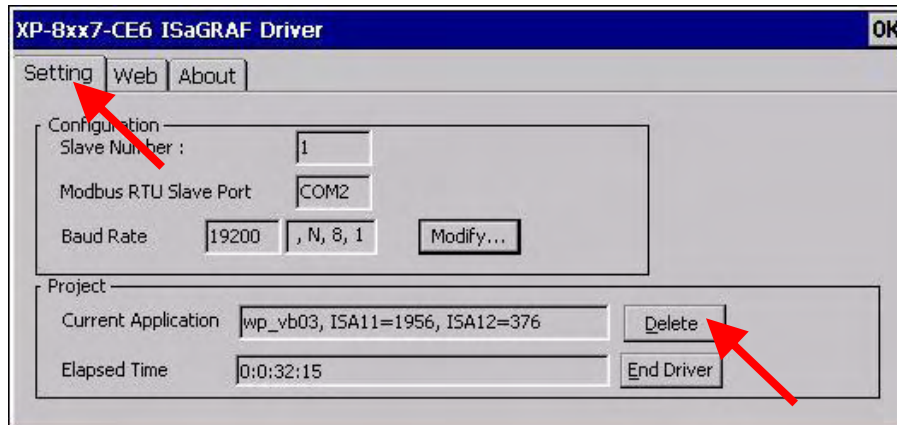 XP-8xx7-CE6 ISaGRAF Driver OK
Setting Web About
Configuration
Slave Number : 1
Modbus RTU Slave Port COM2
Baud Rate 19200 , N, 8, 1 Modify...
Project
Current Application wp_vb03, ISA11=1956, ISA12=376 Delete
Elapsed Time 0:0:32:15 End Driver